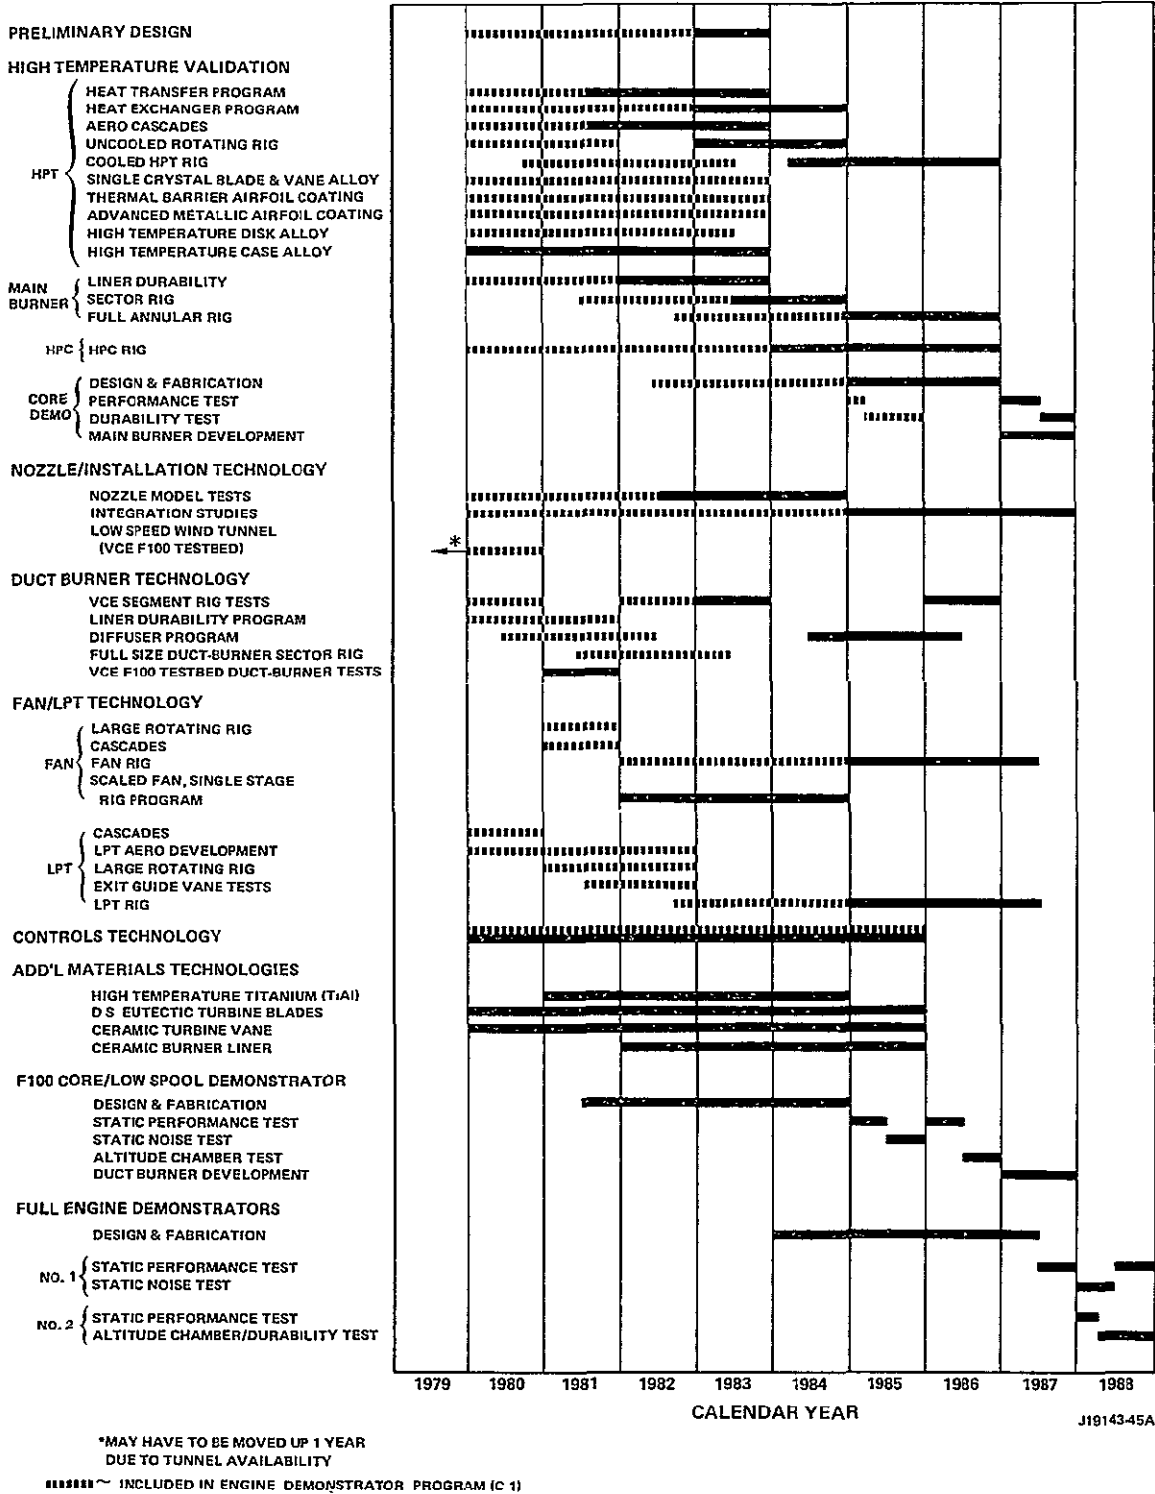 PRELIMINARY DESIGN
HIGH TEMPERATURE VALIDATION
HPT
HEAT TRANSFER PROGRAM
HEAT EXCHANGER PROGRAM
AERO CASCADES
UNCOOLED ROTATING RIG
COOLED HPT RIG
SINGLE CRYSTAL BLADE & VANE ALLOY
THERMAL BARRIER AIRFOIL COATING
ADVANCED METALLIC AIRFOIL COATING
HIGH TEMPERATURE DISK ALLOY
HIGH TEMPERATURE CASE ALLOY
MAIN
BURNER
LINER DURABILITY
SECTOR RIG
FULL ANNULAR RIG
HPC
HPC RIG
CORE
DEMO
DESIGN & FABRICATION
PERFORMANCE TEST
DURABILITY TEST
MAIN BURNER DEVELOPMENT
NOZZLE/INSTALLATION TECHNOLOGY
NOZZLE MODEL TESTS
INTEGRATION STUDIES
LOW SPEED WIND TUNNEL
(VCE F100 TESTBED)
*
DUCT BURNER TECHNOLOGY
VCE SEGMENT RIG TESTS
LINER DURABILITY PROGRAM
DIFFUSER PROGRAM
FULL SIZE DUCT-BURNER SECTOR RIG
VCE F100 TESTBED DUCT-BURNER TESTS
FAN/LPT TECHNOLOGY
FAN
LARGE ROTATING RIG
CASCADES
FAN RIG
SCALED FAN, SINGLE STAGE
RIG PROGRAM
LPT
CASCADES
LPT AERO DEVELOPMENT
LARGE ROTATING RIG
EXIT GUIDE VANE TESTS
LPT RIG
CONTROLS TECHNOLOGY
ADD'L MATERIALS TECHNOLOGIES
HIGH TEMPERATURE TITANIUM (TiAl)
D S EUTECTIC TURBINE BLADES
CERAMIC TURBINE VANE
CERAMIC BURNER LINER
F100 CORE/LOW SPOOL DEMONSTRATOR
DESIGN & FABRICATION
STATIC PERFORMANCE TEST
STATIC NOISE TEST
ALTITUDE CHAMBER TEST
DUCT BURNER DEVELOPMENT
FULL ENGINE DEMONSTRATORS
DESIGN & FABRICATION
NO. 1
STATIC PERFORMANCE TEST
STATIC NOISE TEST
NO. 2
STATIC PERFORMANCE TEST
ALTITUDE CHAMBER/DURABILITY TEST
1979 1980 1981 1982 1983 1984 1985 1986 1987 1988
CALENDAR YEAR
J19143-45A
*MAY HAVE TO BE MOVED UP 1 YEAR
DUE TO TUNNEL AVAILABILITY
~ INCLUDED IN ENGINE DEMONSTRATOR PROGRAM (C 1)